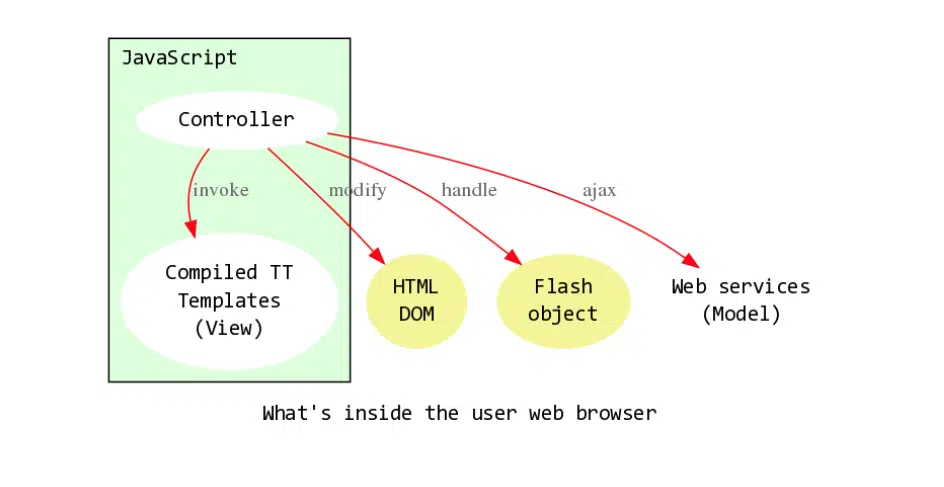 JavaScript
Controller
invoke
modify
handle
ajax
Compiled TT
Templates
(View)
HTML
DOM
Flash
object
Web services
(Model)
What's inside the user web browser